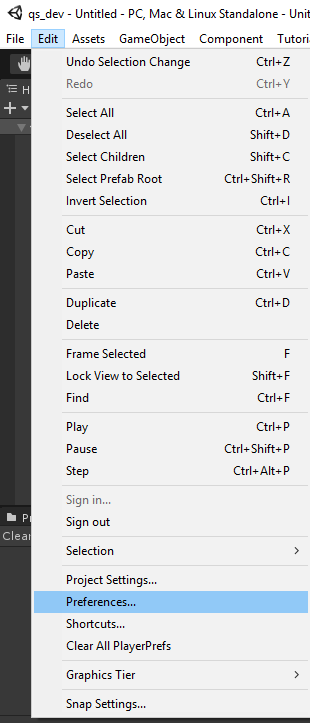 qs_dev - Untitled - PC, Mac & Linux Standalone - Unit
File Edit Assets GameObject Component Tutori
Undo Selection Change Ctrl+Z
Redo Ctrl+Y
Select All Ctrl+A
Deselect All Shift+D
Select Children Shift+C
Select Prefab Root Ctrl+Shift+R
Invert Selection Ctrl+I
Cut Ctrl+X
Copy Ctrl+C
Paste Ctrl+V
Duplicate Ctrl+D
Delete
Frame Selected F
Lock View to Selected Shift+F
Find Ctrl+F
Play Ctrl+P
Pause Ctrl+Shift+P
Step Ctrl+Alt+P
Sign in...
Sign out
Selection
Project Settings...
Preferences...
Shortcuts...
Clear All PlayerPrefs
Graphics Tier
Snap Settings...
H
Pr
Clear